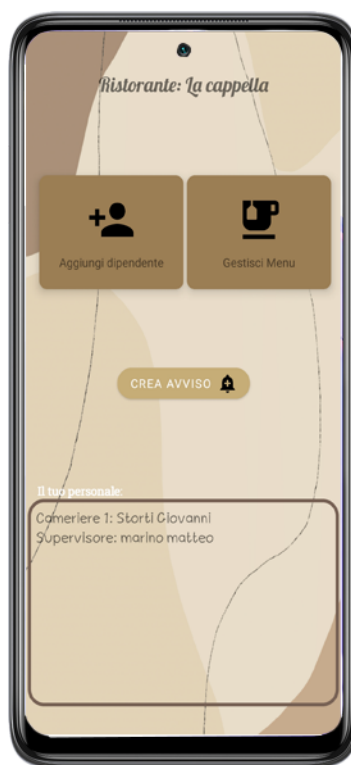 Ristorante: La cappella
Aggiungi dipendente
Gestisci Menu
CREA AVVISO
Il tuo personale:
Cameriere 1: Storti Giovanni
Supervisore: marino matteo